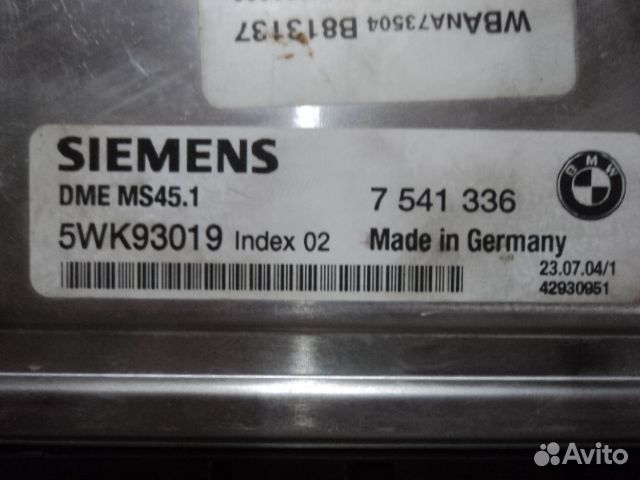 WBANA73504 B813137
SIEMENS
DME MS45.1 7 541 336
BMW
5WK93019 Index 02 Made in Germany
23.07.04/1
42930951
Avito